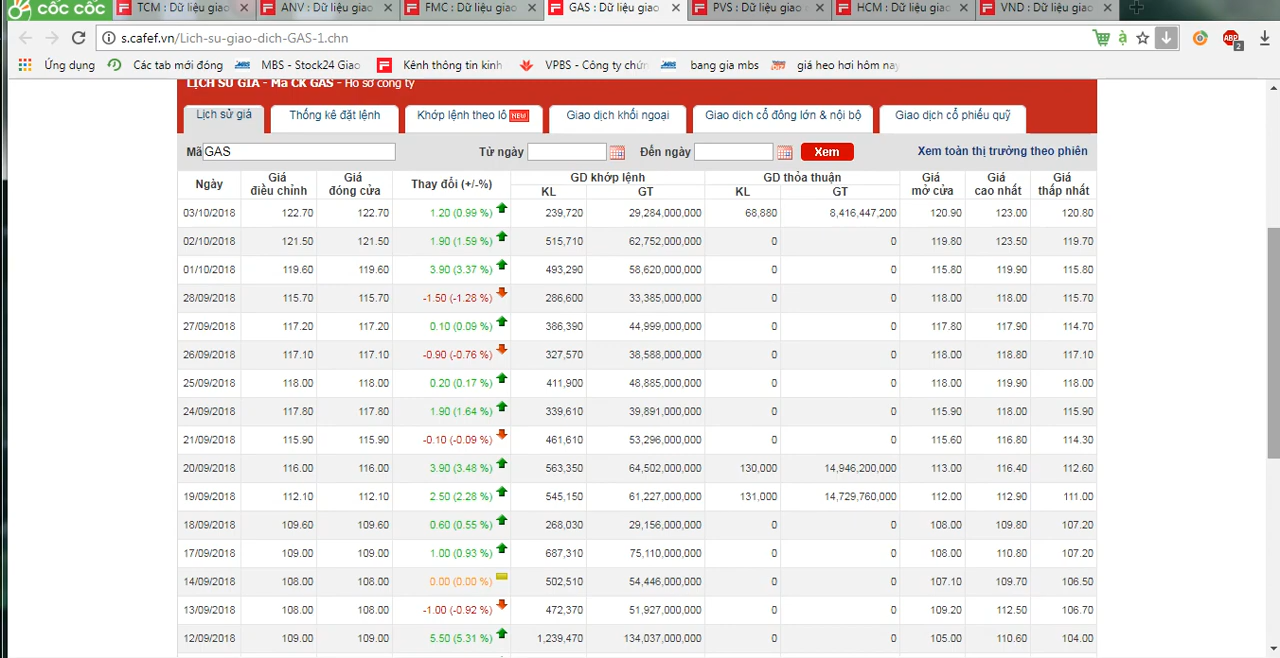 cốc cốc TCM : Dữ liệu giao ANV : Dữ liệu giao FMC : Dữ liệu giao GAS : Dữ liệu giao PVS : Dữ liệu giao HCM : Dữ liệu giao VND : Dữ liệu giao
s.cafef.vn/Lich-su-giao-dich-GAS-1.chn ABP 2
Ứng dụng Các tab mới đóng MBS - Stock24 Giao Kênh thông tin kinh VPBS - Công ty chứn bang gia mbs giá heo hơi hôm nay
LỊCH SỬ GIÁ - Mã CK GAS - Hồ sơ công ty
Lịch sử giá Thống kê đặt lệnh Khớp lệnh theo lô NEW Giao dịch khối ngoại Giao dịch cổ đông lớn & nội bộ Giao dịch cổ phiếu quỹ
Mã GAS Từ ngày Đến ngày Xem Xem toàn thị trường theo phiên
Ngày Giá điều chỉnh Giá đóng cửa Thay đổi (+/-%) GD khớp lệnh GD thỏa thuận Giá mở cửa Giá cao nhất Giá thấp nhất
KL GT KL GT
03/10/2018 122.70 122.70 1.20 (0.99 %) 239,720 29,284,000,000 68,880 8,416,447,200 120.90 123.00 120.80
02/10/2018 121.50 121.50 1.90 (1.59 %) 515,710 62,752,000,000 0 0 119.80 123.50 119.70
01/10/2018 119.60 119.60 3.90 (3.37 %) 493,290 58,620,000,000 0 0 115.80 119.90 115.80
28/09/2018 115.70 115.70 -1.50 (-1.28 %) 286,600 33,385,000,000 0 0 118.00 118.00 115.70
27/09/2018 117.20 117.20 0.10 (0.09 %) 386,390 44,999,000,000 0 0 117.80 117.90 114.70
26/09/2018 117.10 117.10 -0.90 (-0.76 %) 327,570 38,588,000,000 0 0 118.00 118.80 117.10
25/09/2018 118.00 118.00 0.20 (0.17 %) 411,900 48,885,000,000 0 0 118.00 119.90 118.00
24/09/2018 117.80 117.80 1.90 (1.64 %) 339,610 39,891,000,000 0 0 115.90 118.00 115.90
21/09/2018 115.90 115.90 -0.10 (-0.09 %) 461,610 53,296,000,000 0 0 115.60 116.80 114.30
20/09/2018 116.00 116.00 3.90 (3.48 %) 563,350 64,502,000,000 130,000 14,946,200,000 113.00 116.40 112.60
19/09/2018 112.10 112.10 2.50 (2.28 %) 545,150 61,227,000,000 131,000 14,729,760,000 112.00 112.90 111.00
18/09/2018 109.60 109.60 0.60 (0.55 %) 268,030 29,156,000,000 0 0 108.00 109.80 107.20
17/09/2018 109.00 109.00 1.00 (0.93 %) 687,310 75,110,000,000 0 0 108.00 110.80 107.20
14/09/2018 108.00 108.00 0.00 (0.00 %) 502,510 54,446,000,000 0 0 107.10 109.70 106.50
13/09/2018 108.00 108.00 -1.00 (-0.92 %) 472,370 51,927,000,000 0 0 109.20 112.50 106.70
12/09/2018 109.00 109.00 5.50 (5.31 %) 1,239,470 134,037,000,000 0 0 105.00 110.60 104.00